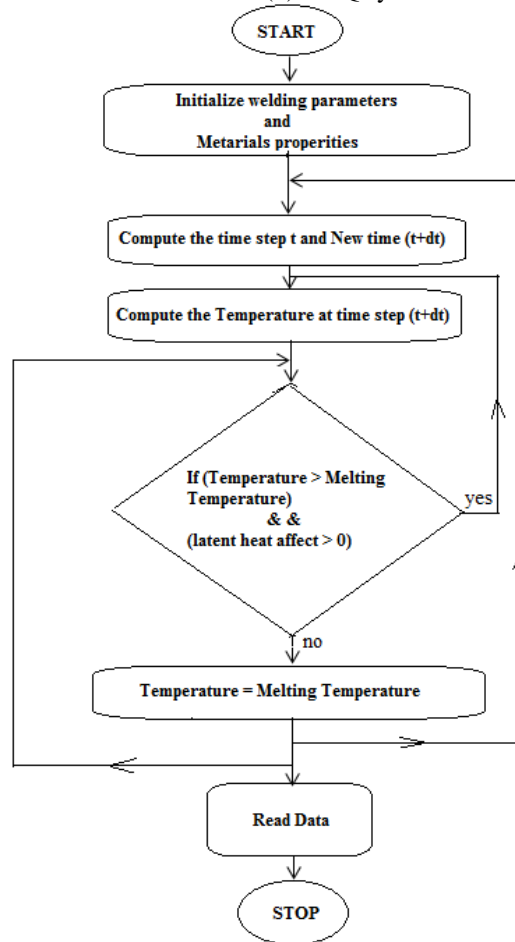 START
Initialize welding parameters
and
Metarials properities
Compute the time step t and New time (t+dt)
Compute the Temperature at time step (t+dt)
If (Temperature > Melting
Temperature)
& &
(latent heat affect > 0)
yes
no
Temperature = Melting Temperature
Read Data
STOP